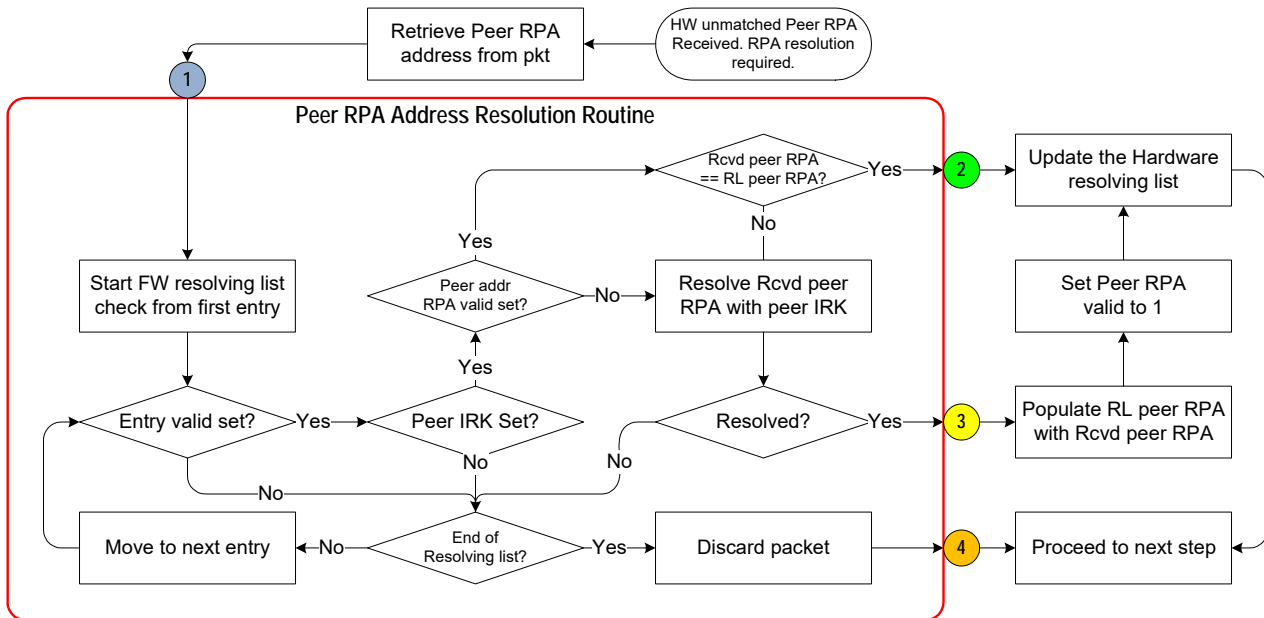 Retrieve Peer RPA
address from pkt
HW unmatched Peer RPA
Received. RPA resolution
required.
1
Peer RPA Address Resolution Routine
Rcvd peer RPA
== RL peer RPA?
Yes
2
Update the Hardware
resolving list
No
Yes
Start FW resolving list
check from first entry
Peer addr
RPA valid set?
No
Resolve Rcvd peer
RPA with peer IRK
Set Peer RPA
valid to 1
Yes
Entry valid set?
Yes
Peer IRK Set?
Resolved?
Yes
3
Populate RL peer RPA
with Rcvd peer RPA
No
No
No
Move to next entry
No
End of
Resolving list?
Yes
Discard packet
4
Proceed to next step